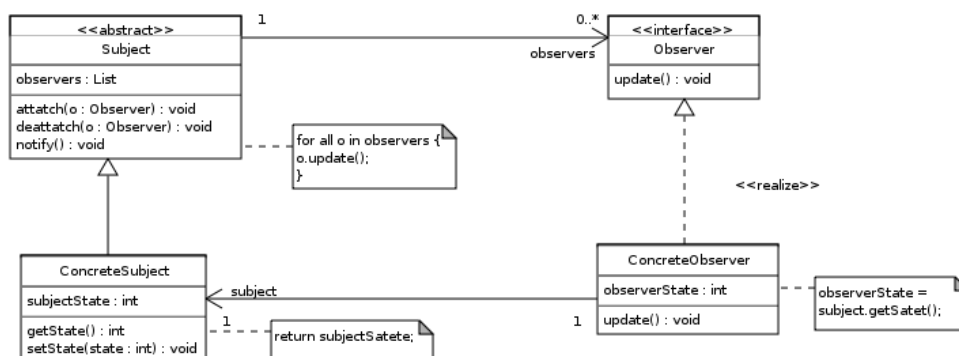 <<abstract>>
Subject
observers : List
attatch(o : Observer) : void
deattatch(o : Observer) : void
notify() : void
1
0..*
observers
<<interface>>
Observer
update() : void
for all o in observers {
o.update();
}
<<realize>>
ConcreteSubject
subjectState : int
getState() : int
setState(state : int) : void
subject
1
1
return subjectSatete;
ConcreteObserver
observerState : int
update() : void
observerState =
subject.getSatet();